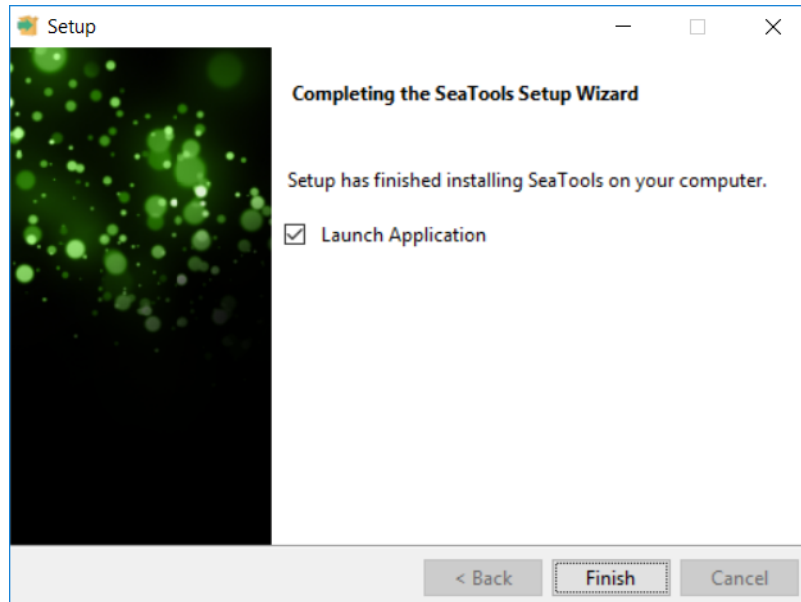 Setup
Completing the SeaTools Setup Wizard
Setup has finished installing SeaTools on your computer.
Launch Application
< Back Finish Cancel